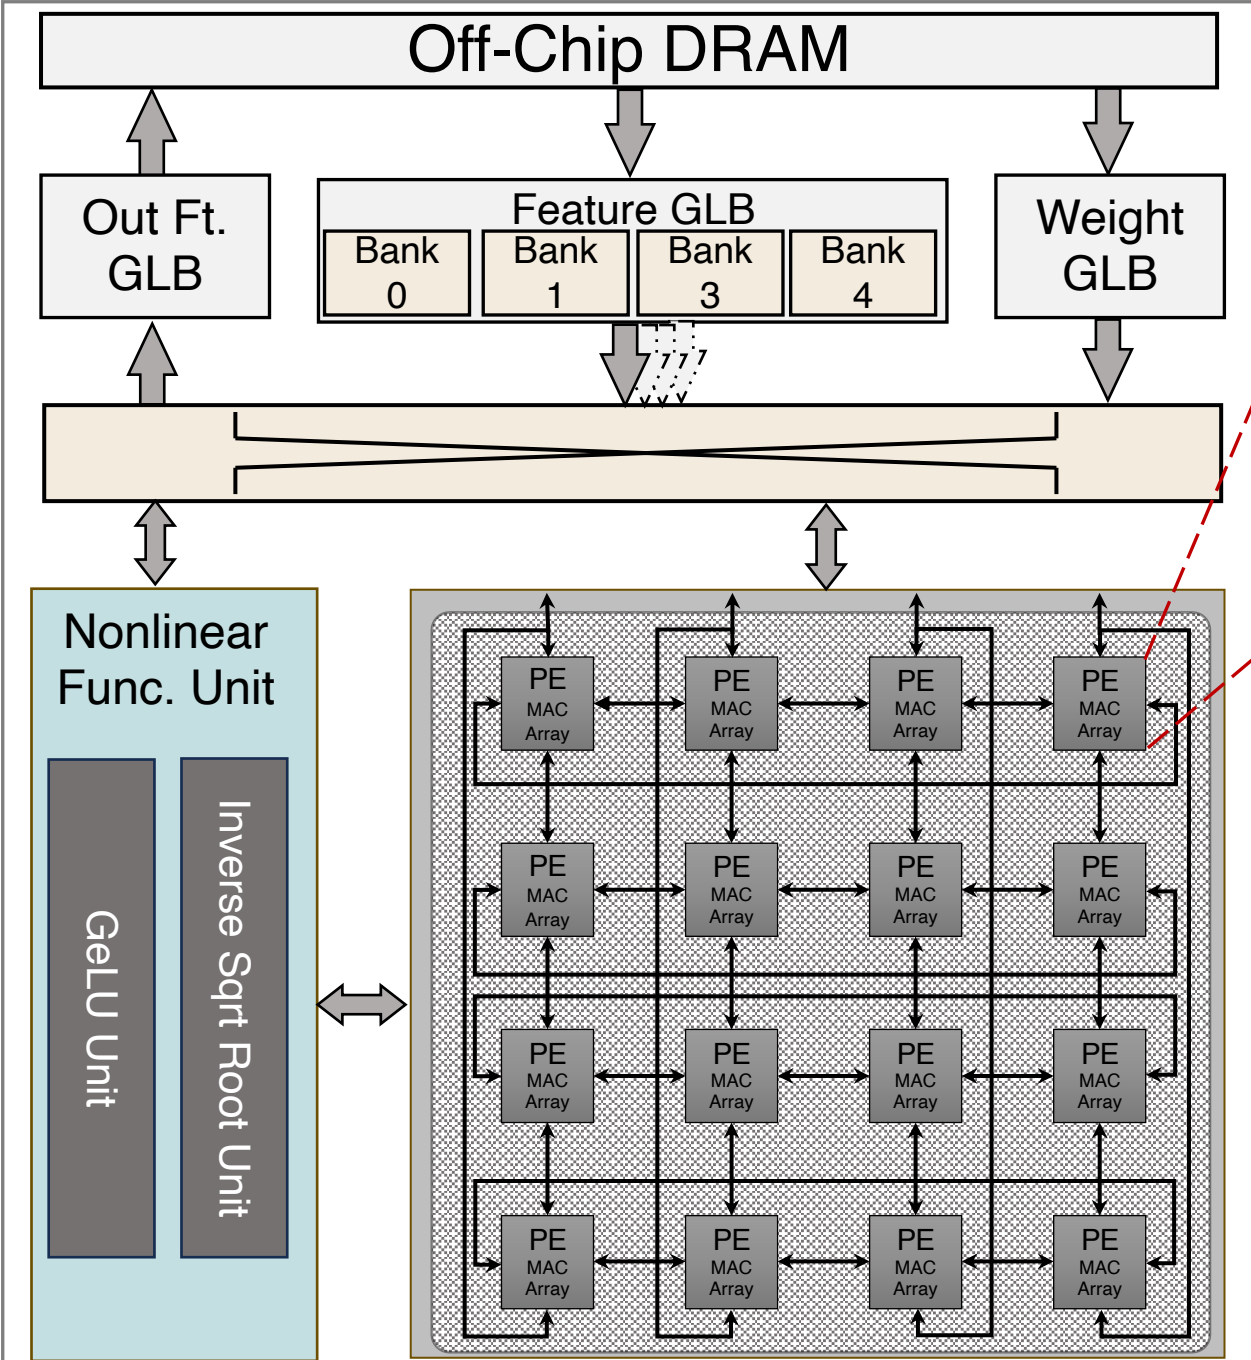 Off-Chip DRAM
Out Ft.
GLB
Feature GLB
Bank
0
Bank
1
Bank
3
Bank
4
Weight
GLB
Nonlinear
Func. Unit
GeLU Unit
Inverse Sqrt Root Unit
PE
MAC
Array
PE
MAC
Array
PE
MAC
Array
PE
MAC
Array
PE
MAC
Array
PE
MAC
Array
PE
MAC
Array
PE
MAC
Array
PE
MAC
Array
PE
MAC
Array
PE
MAC
Array
PE
MAC
Array
PE
MAC
Array
PE
MAC
Array
PE
MAC
Array
PE
MAC
Array